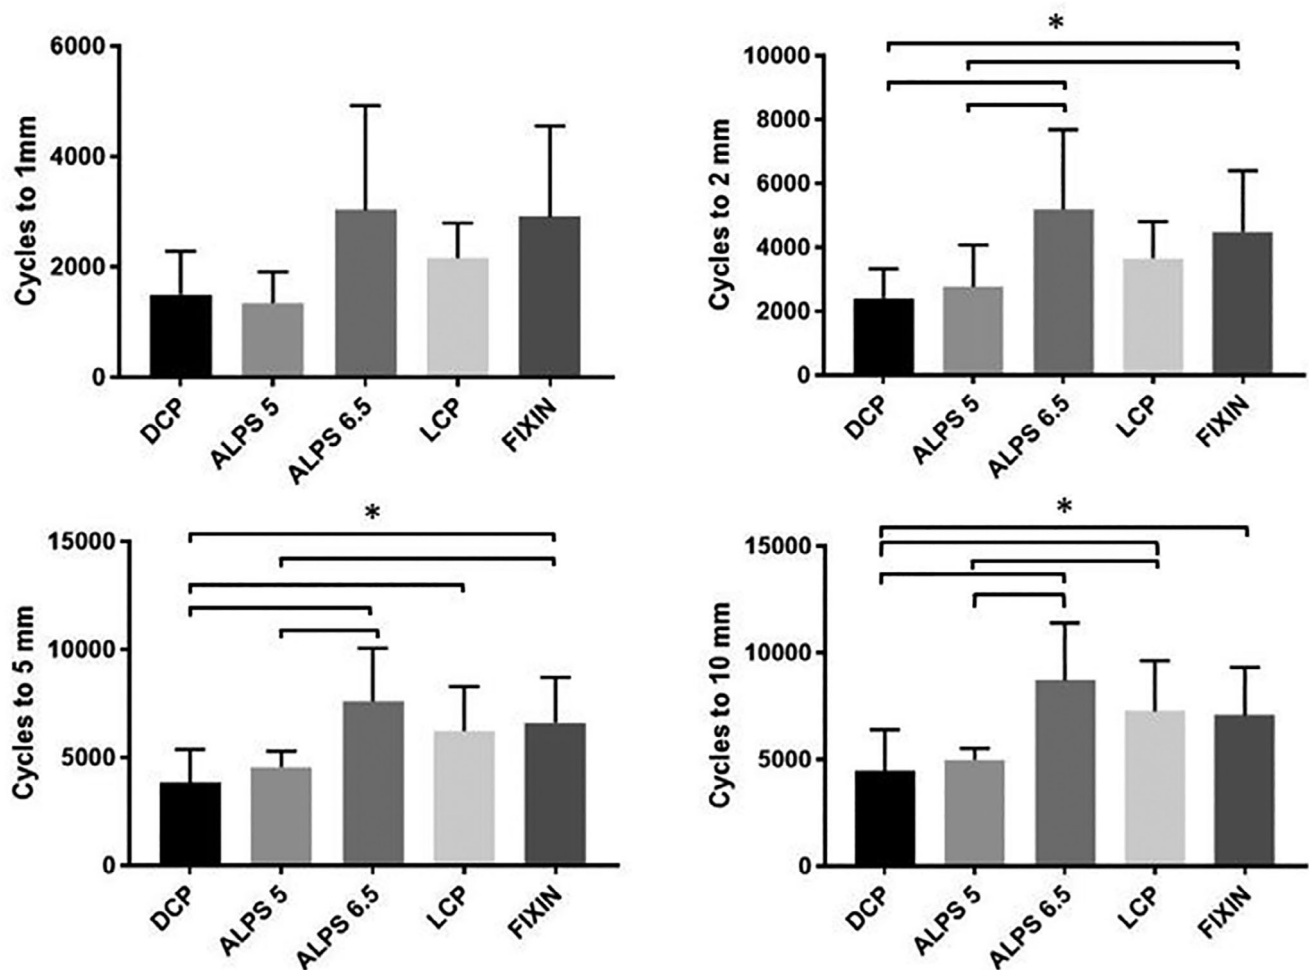 Cycles to 1mm
6000
4000
2000
0
DCP
ALPS 5
ALPS 6.5
LCP
FIXIN
*
Cycles to 2 mm
10000
8000
6000
4000
2000
0
DCP
ALPS 5
ALPS 6.5
LCP
FIXIN
*
Cycles to 5 mm
15000
10000
5000
0
DCP
ALPS 5
ALPS 6.5
LCP
FIXIN
*
Cycles to 10 mm
15000
10000
5000
0
DCP
ALPS 5
ALPS 6.5
LCP
FIXIN